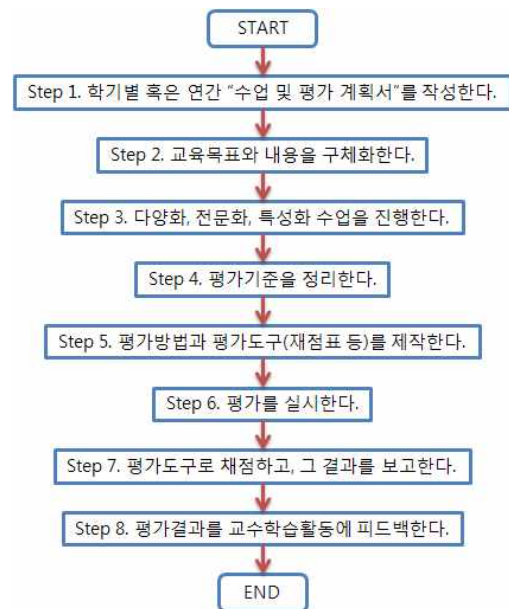 START
Step 1. 학기별 혹은 연간 “수업 및 평가 계획서”를 작성한다.
Step 2. 교육목표와 내용을 구체화한다.
Step 3. 다양화, 전문화, 특성화 수업을 진행한다.
Step 4. 평가기준을 정리한다.
Step 5. 평가방법과 평가도구(재점표 등)를 제작한다.
Step 6. 평가를 실시한다.
Step 7. 평가도구로 채점하고, 그 결과를 보고한다.
Step 8. 평가결과를 교수학습활동에 피드백한다.
END